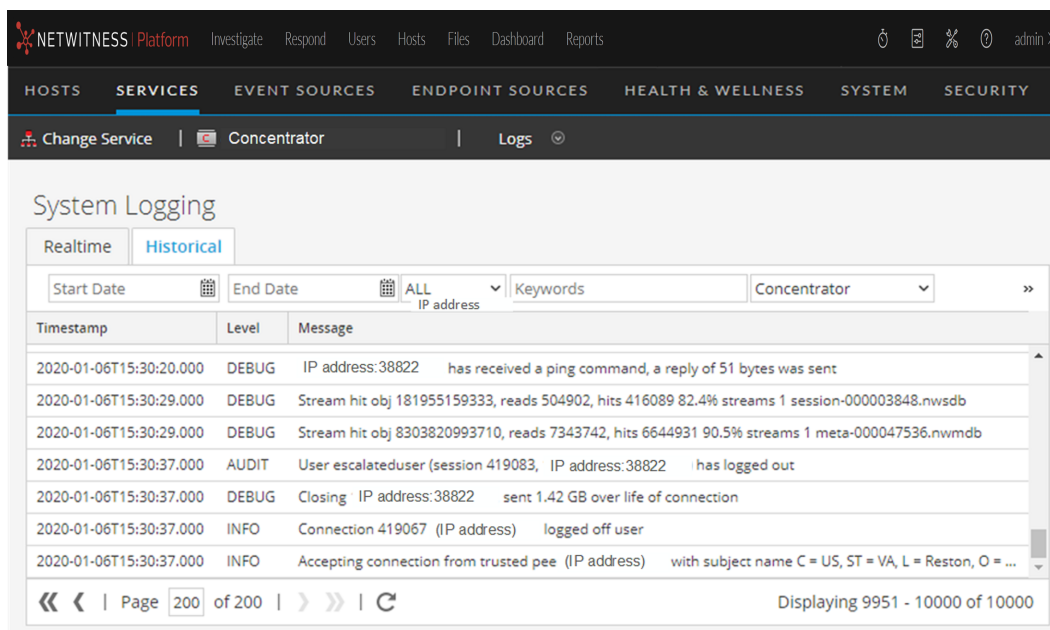 NETWITNESS Platform Investigate Respond Users Hosts Files Dashboard Reports admin
HOSTS SERVICES EVENT SOURCES ENDPOINT SOURCES HEALTH & WELLNESS SYSTEM SECURITY
Change Service | C Concentrator | Logs
System Logging
Realtime Historical
Start Date End Date ALL Keywords Concentrator »
IP address
Timestamp Level Message
2020-01-06T15:30:20.000 DEBUG IP address:38822 has received a ping command, a reply of 51 bytes was sent
2020-01-06T15:30:29.000 DEBUG Stream hit obj 181955159333, reads 504902, hits 416089 82.4% streams 1 session-000003848.nwsdb
2020-01-06T15:30:29.000 DEBUG Stream hit obj 8303820993710, reads 7343742, hits 6644931 90.5% streams 1 meta-000047536.nwmdb
2020-01-06T15:30:37.000 AUDIT User escalateduser (session 419083, IP address:38822 has logged out
2020-01-06T15:30:37.000 DEBUG Closing IP address:38822 sent 1.42 GB over life of connection
2020-01-06T15:30:37.000 INFO Connection 419067 (IP address) logged off user
2020-01-06T15:30:37.000 INFO Accepting connection from trusted pee (IP address) with subject name C = US, ST = VA, L = Reston, O = ...
Page 200 of 200 | Displaying 9951 - 10000 of 10000